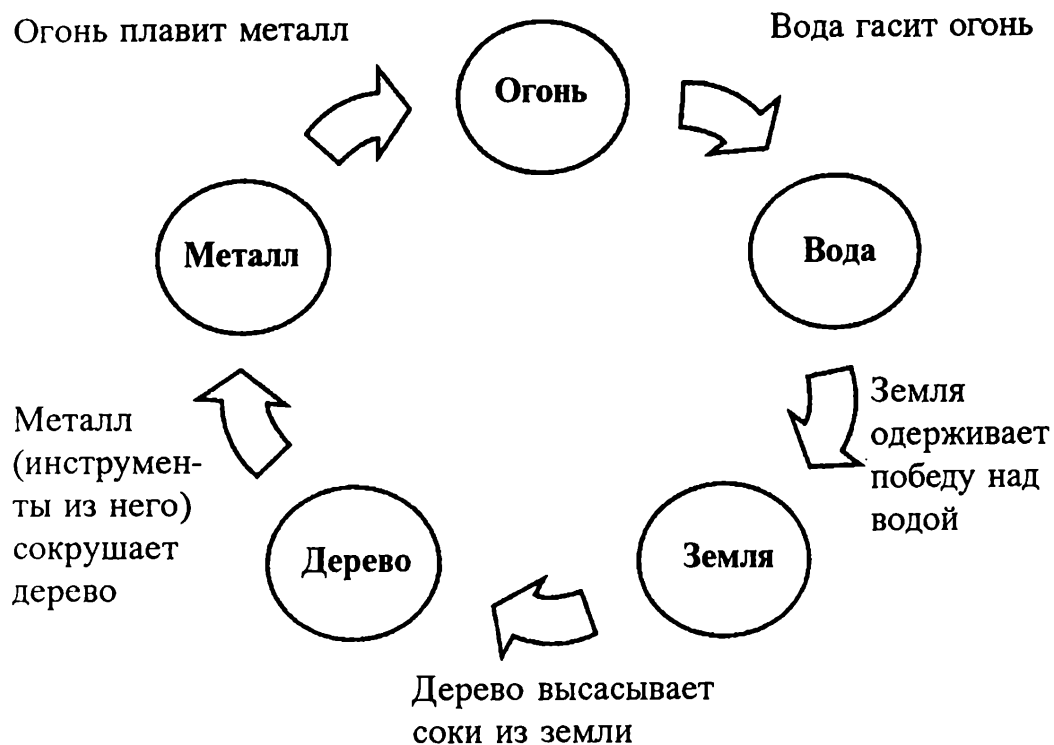 Огонь плавит металл
Вода гасит огонь
Огонь
Металл
Вода
Металл
(инструмен-
ты из него)
сокрушает
дерево
Земля
одерживает
победу над
водой
Дерево
Земля
Дерево высасывает
соки из земли